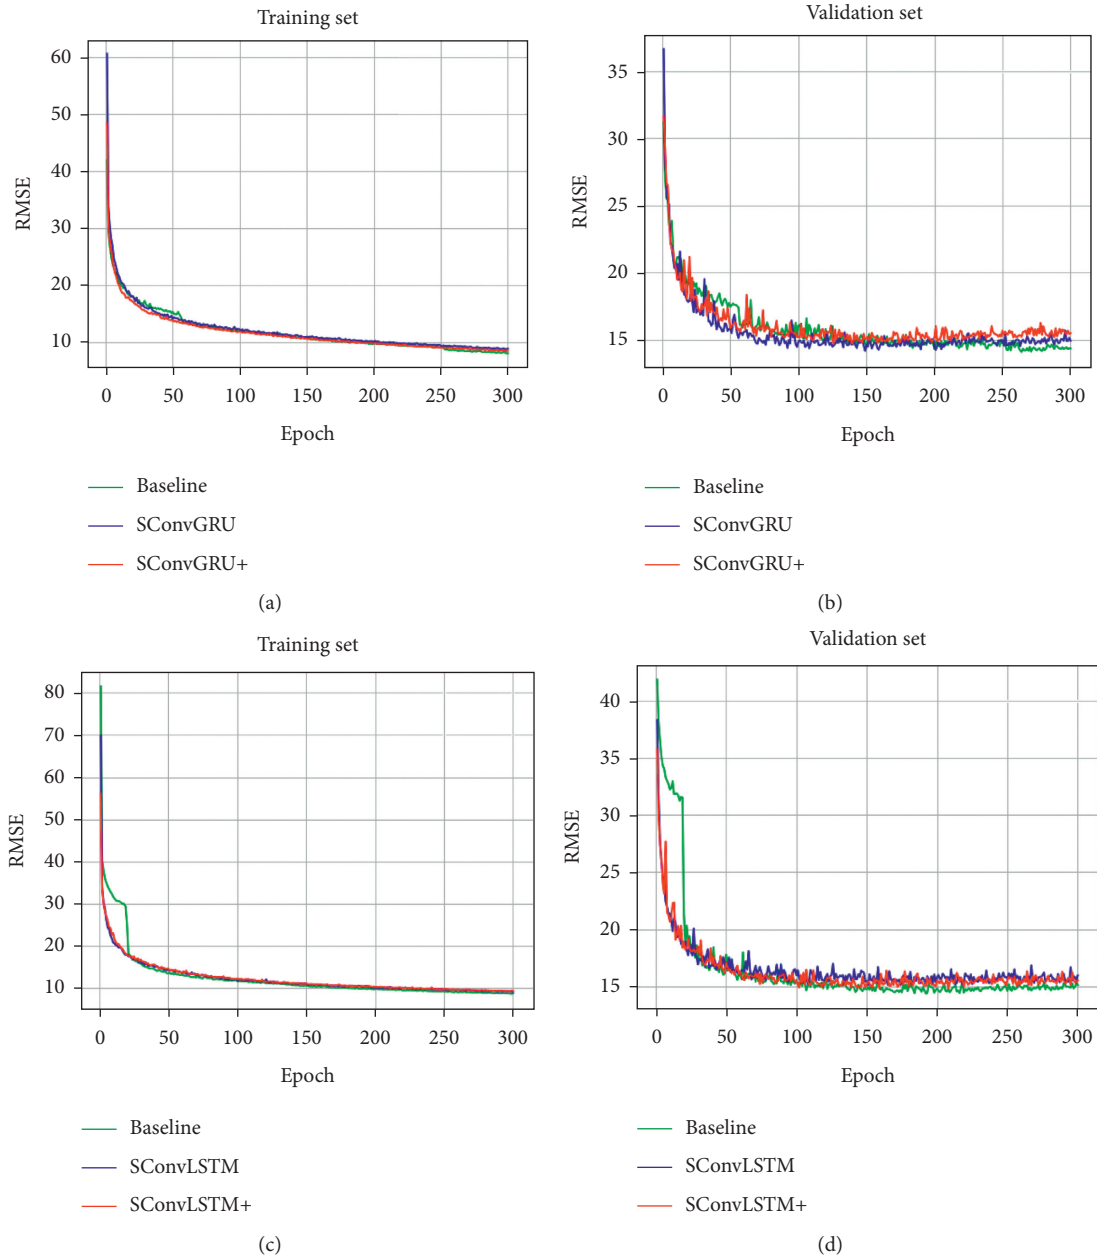 Training set
60
50
40
30
20
10
RMSE
0 50 100 150 200 250 300
Epoch
Baseline
SConvGRU
SConvGRU+
(a)
Validation set
35
30
25
20
15
RMSE
0 50 100 150 200 250 300
Epoch
Baseline
SConvGRU
SConvGRU+
(b)
Training set
80
70
60
50
40
30
20
10
RMSE
0 50 100 150 200 250 300
Epoch
Baseline
SConvLSTM
SConvLSTM+
(c)
Validation set
40
35
30
25
20
15
RMSE
0 50 100 150 200 250 300
Epoch
Baseline
SConvLSTM
SConvLSTM+
(d)